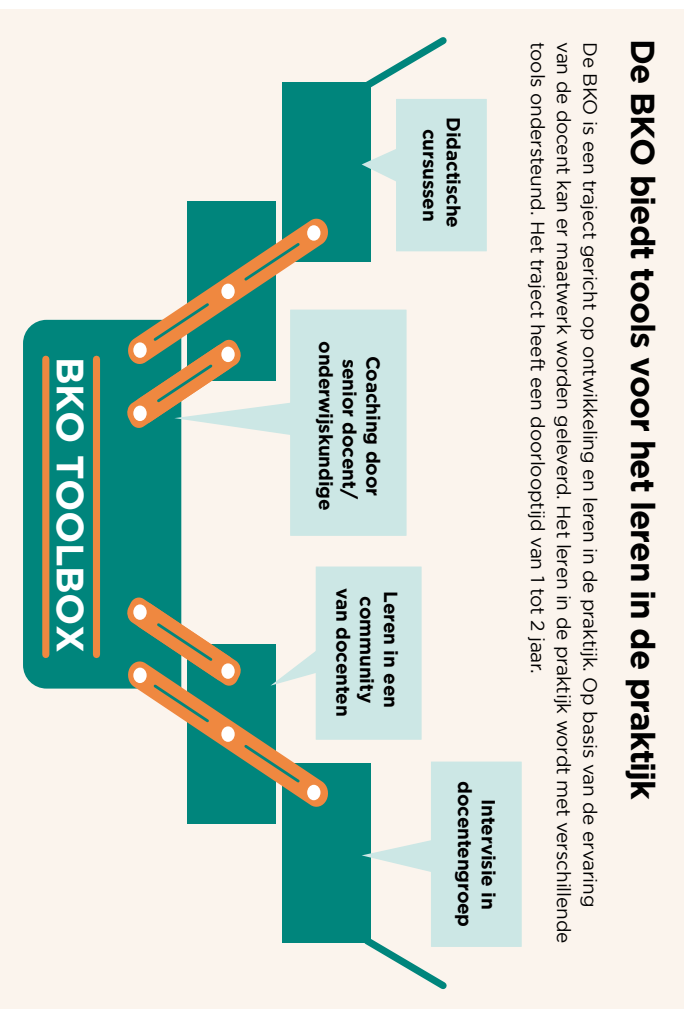 De BKO biedt tools voor het leren in de praktijk
De BKO is een traject gericht op ontwikkeling en leren in de praktijk. Op basis van de ervaring
van de docent kan er maatwerk worden geleverd. Het leren in de praktijk wordt met verschillende
tools ondersteund. Het traject heeft een doorlooptijd van 1 tot 2 jaar.
Didactische
cursussen
Coaching door
senior docent/
onderwijskundige
Leren in een
community
van docenten
Intervisie in
docentengroep
BKO TOOLBOX